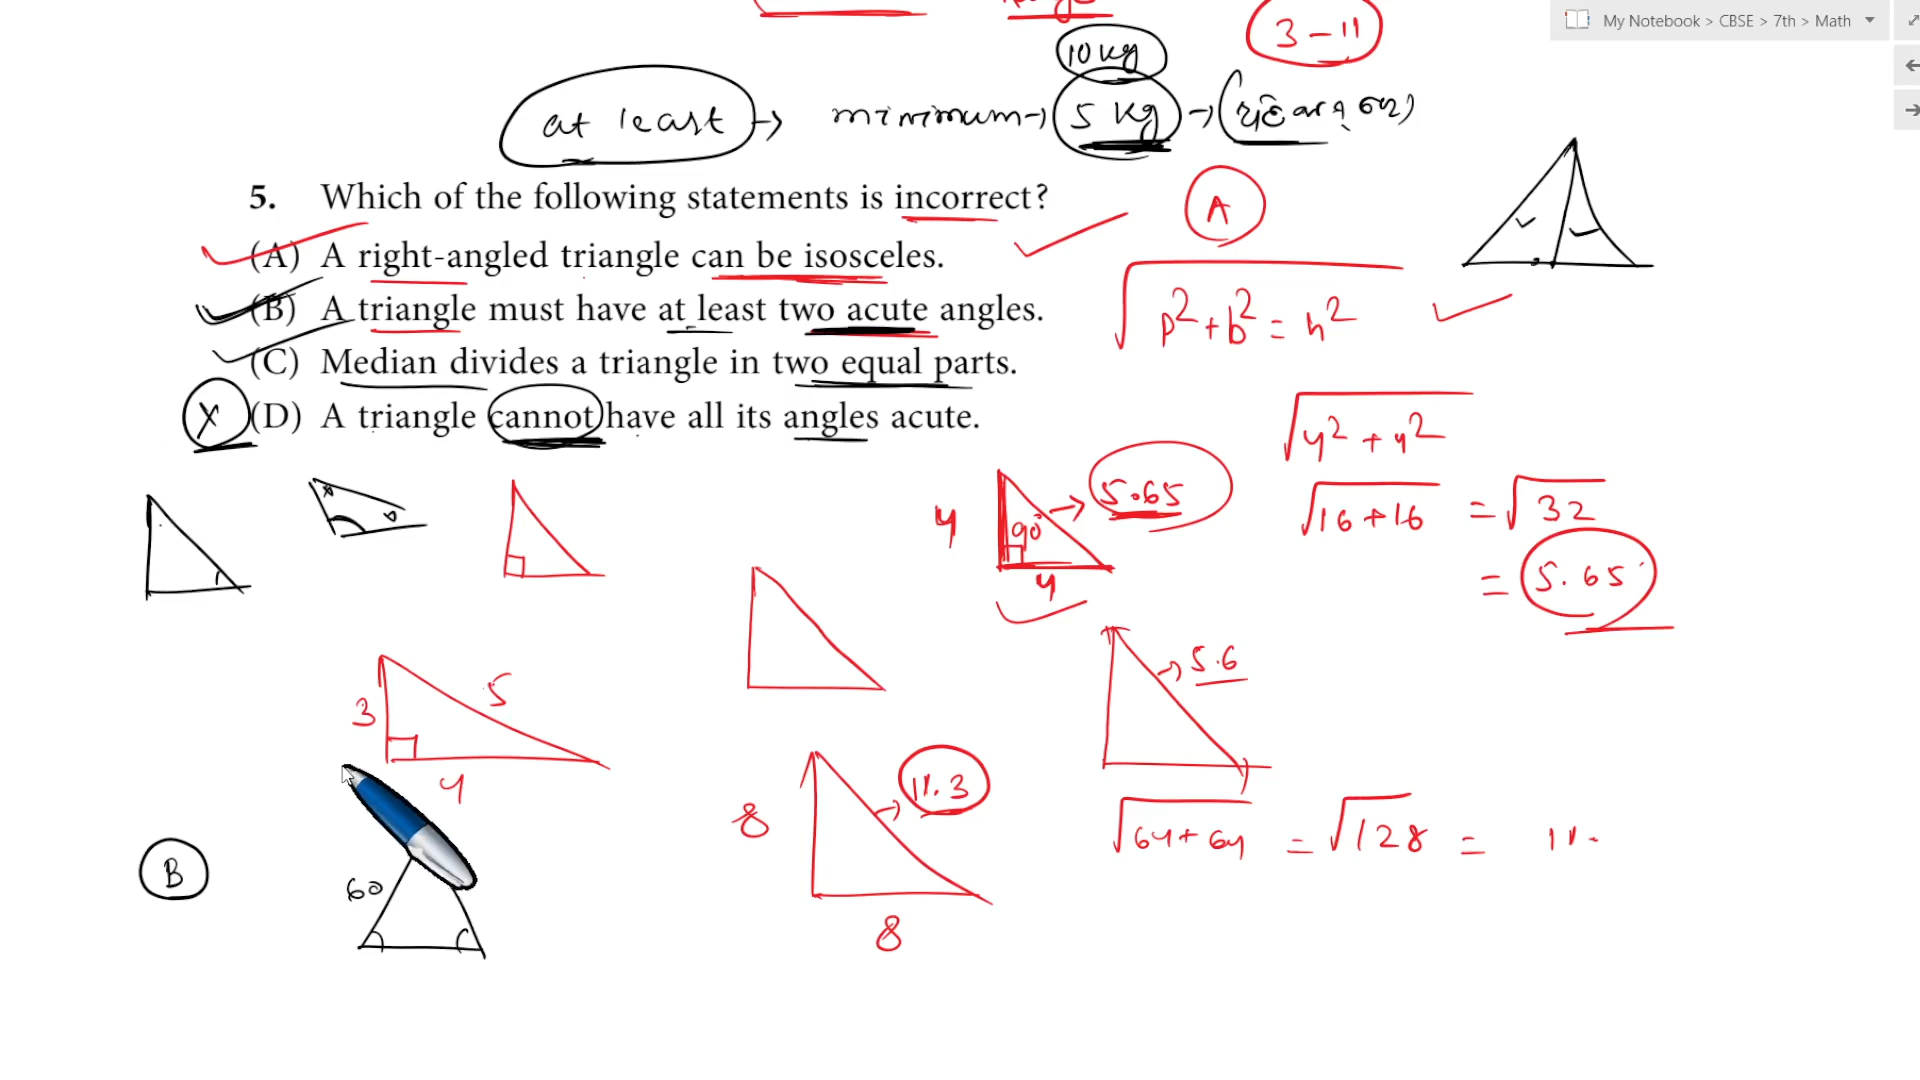 3 - 11
My Notebook > CBSE > 7th > Math
10 kg
at least → minimum → 5 kg →
5. Which of the following statements is incorrect?
A
(A) A right-angled triangle can be isosceles.
(B) A triangle must have at least two acute angles.
p² + b² = h²
(C) Median divides a triangle in two equal parts.
X (D) A triangle cannot have all its angles acute.
√4² + 4²
4 90° → 5.65
√16 + 16 = √32
4
= 5.65
→ 5.6
3 5
4
8 → 11.3
√64 + 64 = √128 = 11.
B 60
8